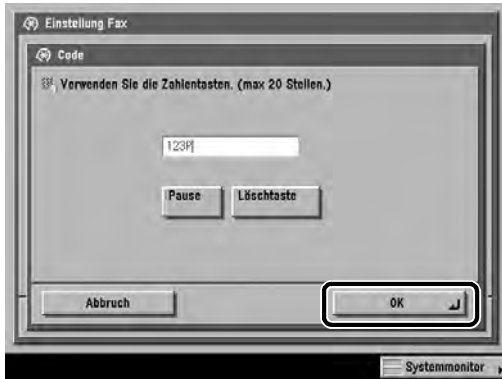 Einstellung Fax
Code
Verwenden Sie die Zahlentasten. (max 20 Stellen.)
123P
Pause Löschtaste
Abbruch OK
Systemmonitor